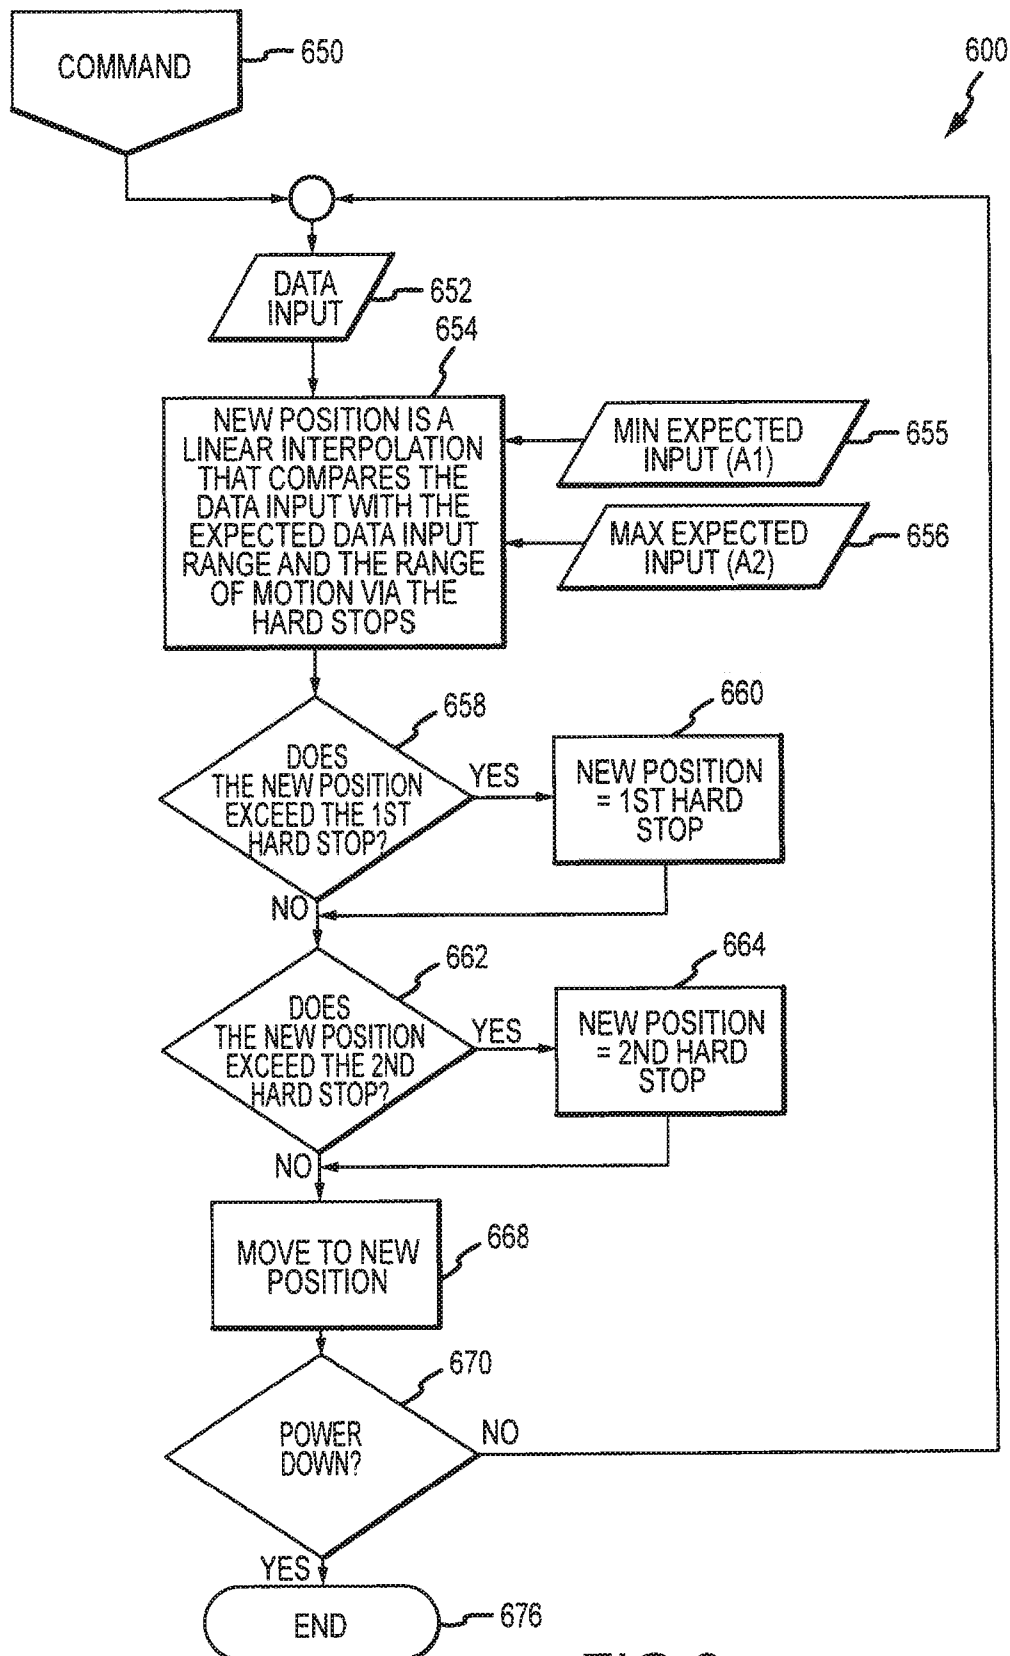 COMMAND
650
600
DATA
INPUT
652
654
NEW POSITION IS A
LINEAR INTERPOLATION
THAT COMPARES THE
DATA INPUT WITH THE
EXPECTED DATA INPUT
RANGE AND THE RANGE
OF MOTION VIA THE
HARD STOPS
MIN EXPECTED
INPUT (A1)
655
MAX EXPECTED
INPUT (A2)
656
658
DOES
THE NEW POSITION
EXCEED THE 1ST
HARD STOP?
YES
660
NEW POSITION
= 1ST HARD
STOP
NO
662
DOES
THE NEW POSITION
EXCEED THE 2ND
HARD STOP?
YES
664
NEW POSITION
= 2ND HARD
STOP
NO
MOVE TO NEW
POSITION
668
670
POWER
DOWN?
NO
YES
END
676